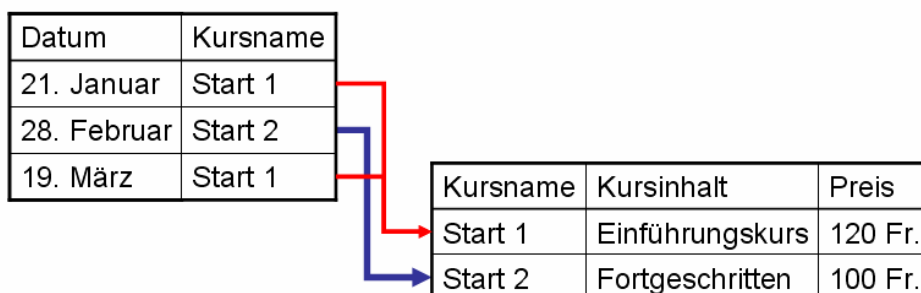 Datum Kursname
21. Januar Start 1
28. Februar Start 2
19. März Start 1
Kursname Kursinhalt Preis
Start 1 Einführungskurs 120 Fr.
Start 2 Fortgeschritten 100 Fr.